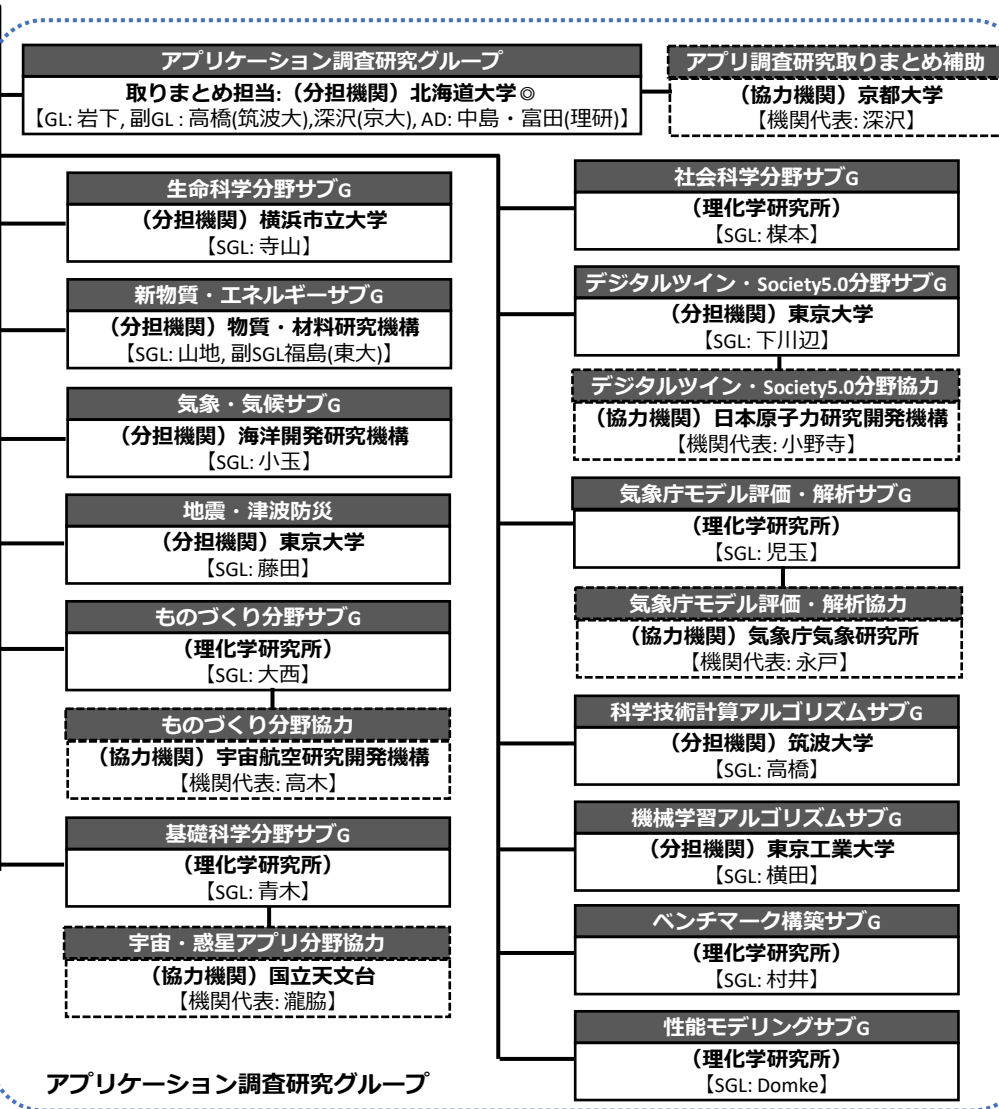 アプリケーション調査研究グループ
取りまとめ担当:（分担機関）北海道大学◎
【GL: 岩下, 副GL : 高橋(筑波大),深沢(京大), AD: 中島・富田(理研)】
アプリ調査研究取りまとめ補助
（協力機関）京都大学
【機関代表: 深沢】
生命科学分野サブG
（分担機関）横浜市立大学
【SGL: 寺山】
新物質・エネルギーサブG
（分担機関）物質・材料研究機構
【SGL: 山地, 副SGL福島(東大)】
気象・気候サブG
（分担機関）海洋開発研究機構
【SGL: 小玉】
地震・津波防災
（分担機関）東京大学
【SGL: 藤田】
ものづくり分野サブG
（理化学研究所）
【SGL: 大西】
ものづくり分野協力
（協力機関）宇宙航空研究開発機構
【機関代表: 高木】
基礎科学分野サブG
（理化学研究所）
【SGL: 青木】
宇宙・惑星アプリ分野協力
（協力機関）国立天文台
【機関代表: 瀧脇】
社会科学分野サブG
（理化学研究所）
【SGL: 楳本】
デジタルツイン・Society5.0分野サブG
（分担機関）東京大学
【SGL: 下川辺】
デジタルツイン・Society5.0分野協力
（協力機関）日本原子力研究開発機構
【機関代表: 小野寺】
気象庁モデル評価・解析サブG
（理化学研究所）
【SGL: 児玉】
気象庁モデル評価・解析協力
（協力機関）気象庁気象研究所
【機関代表: 永戸】
科学技術計算アルゴリズムサブG
（分担機関）筑波大学
【SGL: 高橋】
機械学習アルゴリズムサブG
（分担機関）東京工業大学
【SGL: 横田】
ベンチマーク構築サブG
（理化学研究所）
【SGL: 村井】
性能モデリングサブG
（理化学研究所）
【SGL: Domke】
アプリケーション調査研究グループ